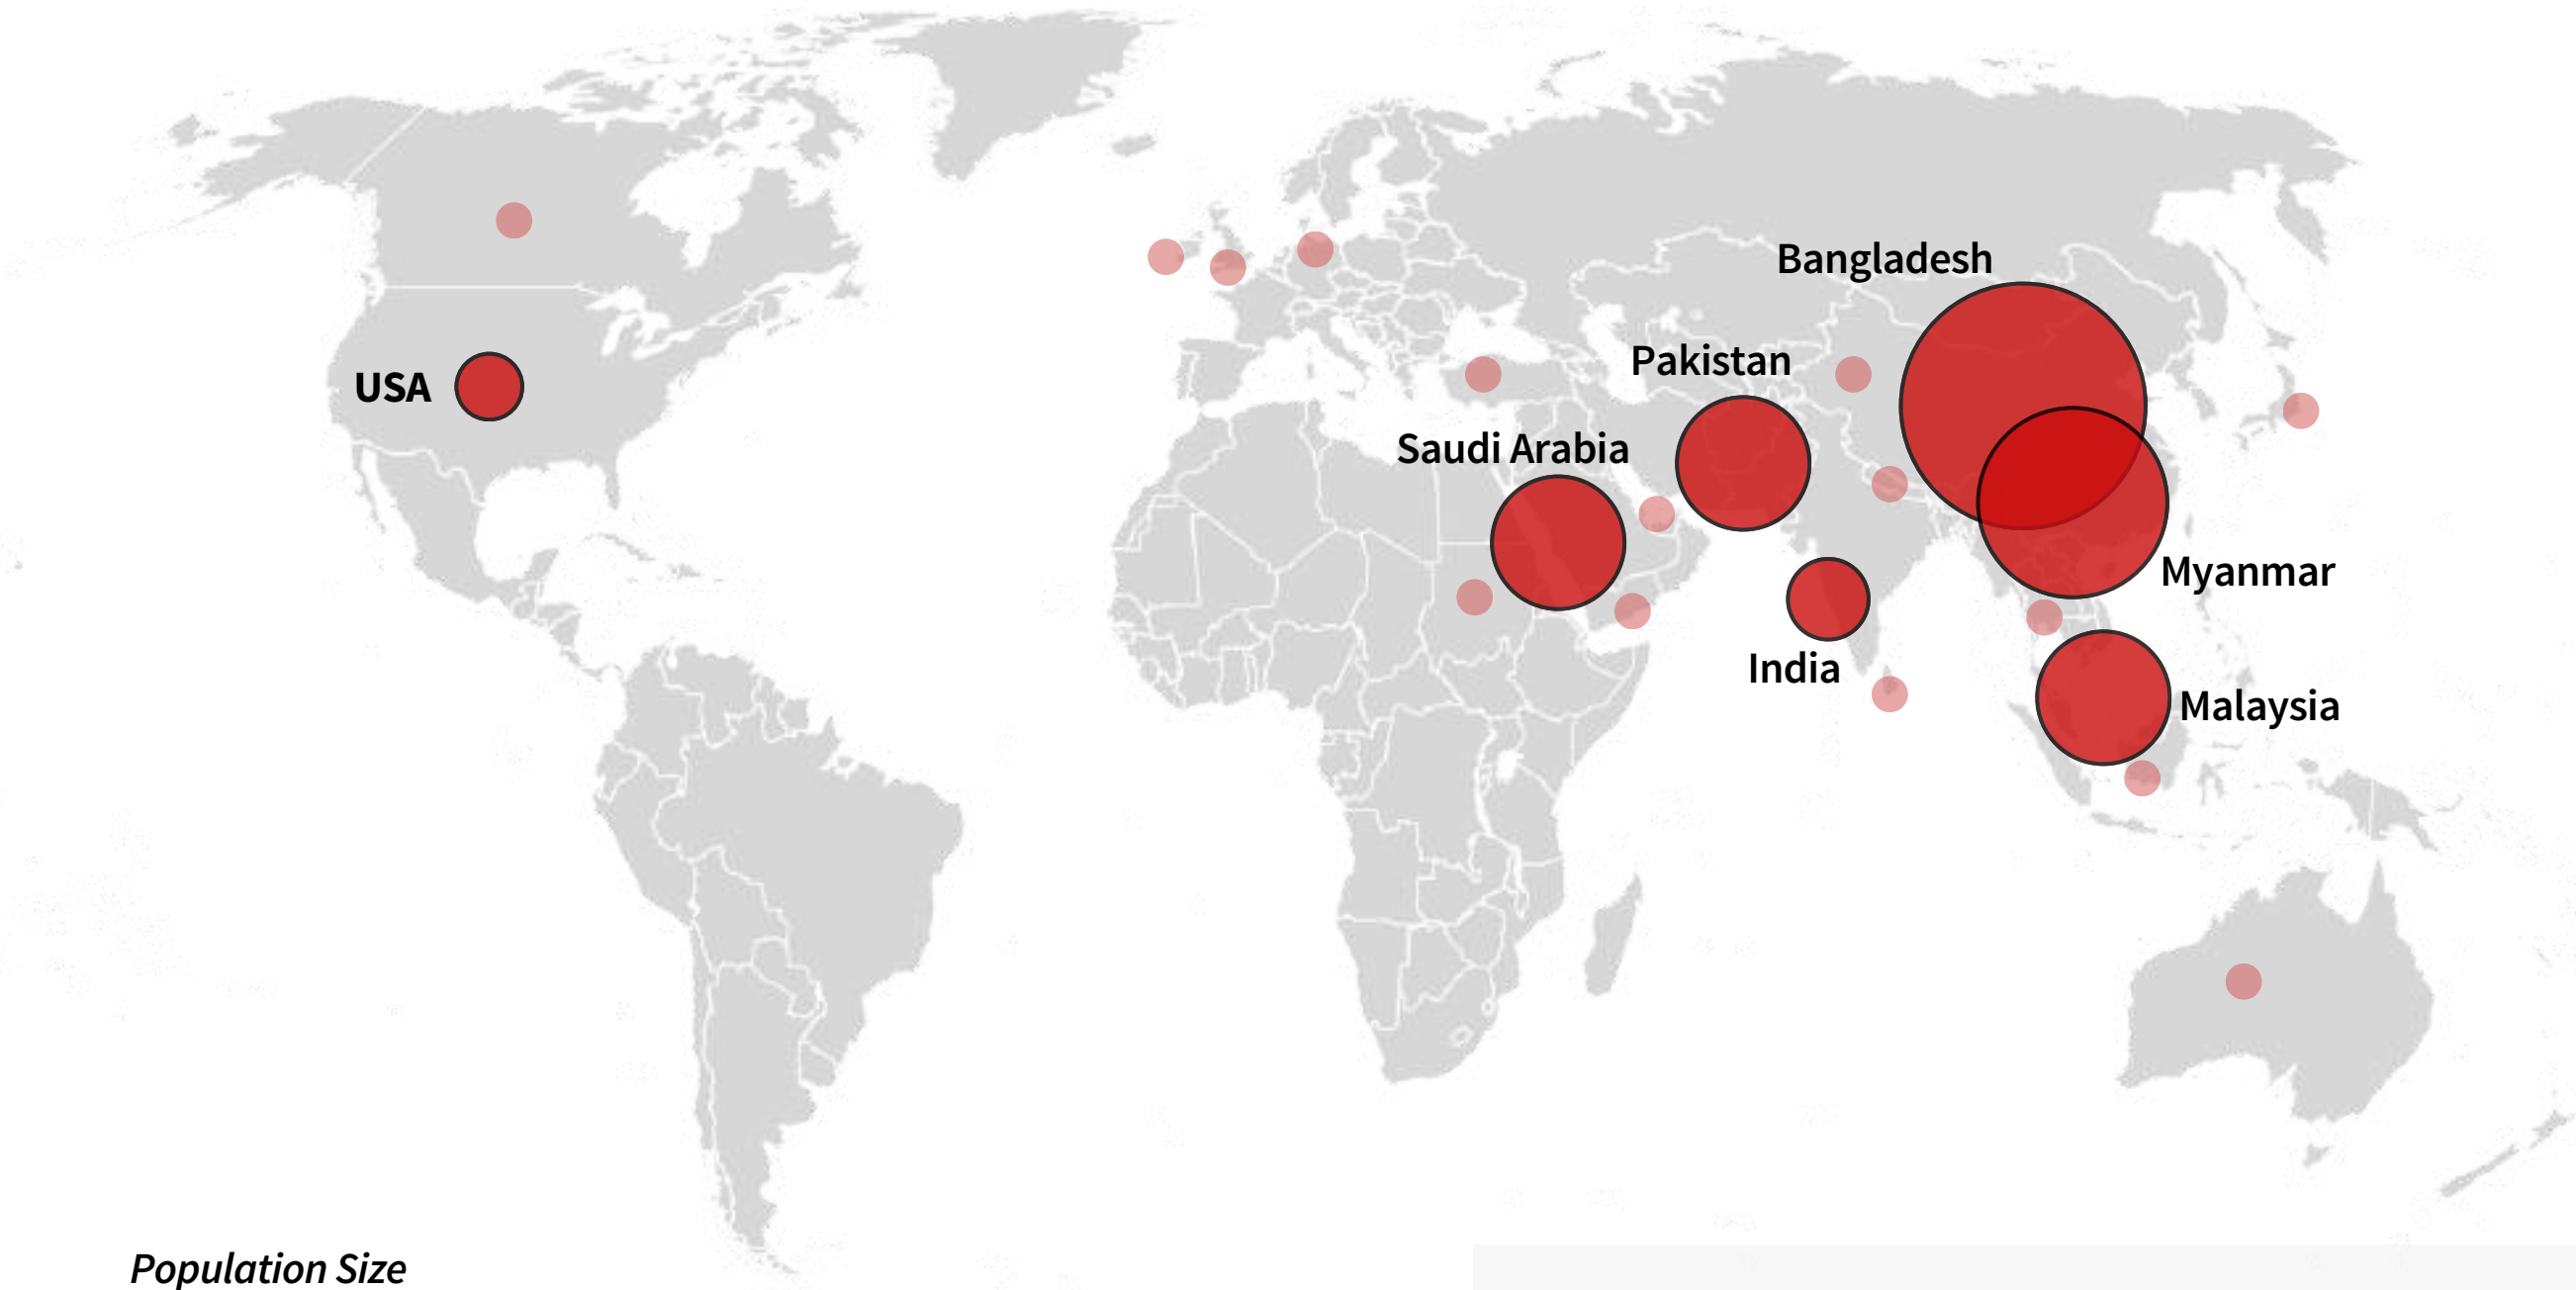 Bangladesh
Pakistan
USA
Saudi Arabia
Myanmar
India
Malaysia
Population Size